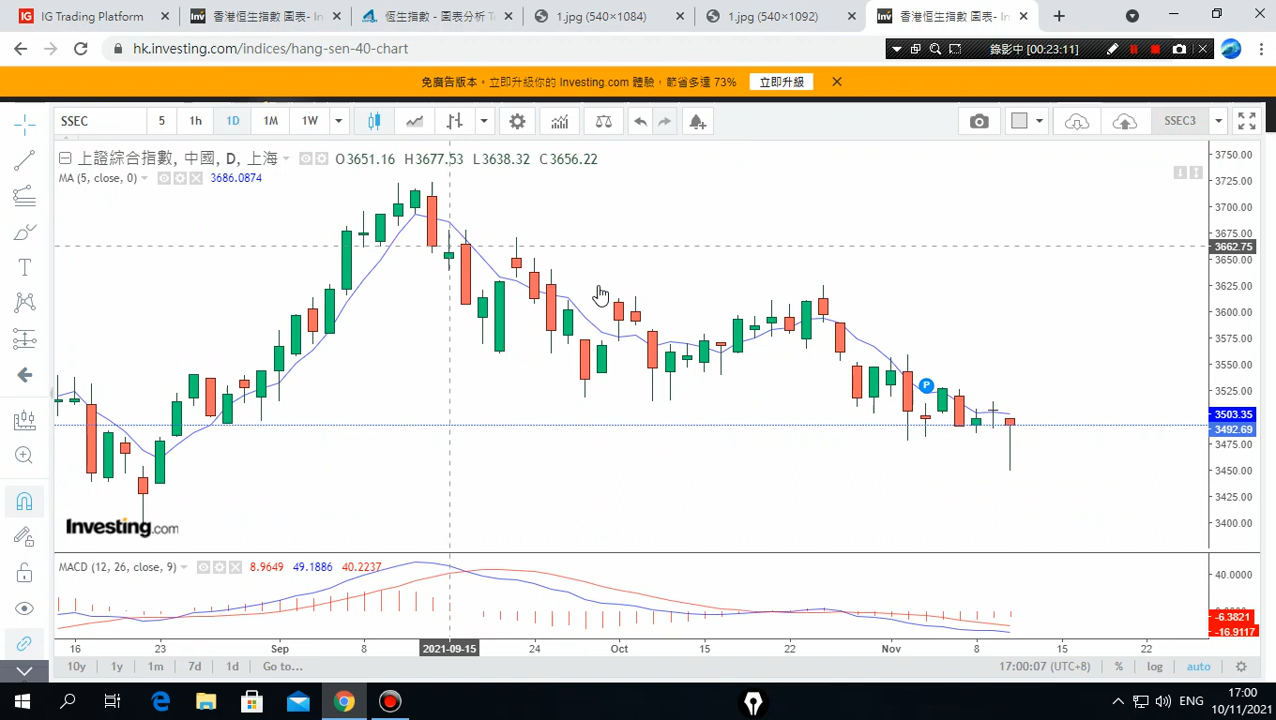 IG Trading Platform
香港恆生指數 圖表- Inv
恆生指數 - 圖表分析 To
1.jpg (540×1084)
1.jpg (540×1092)
香港恆生指數 圖表- Inv
hk.investing.com/indices/hang-sen-40-chart
錄影中 [00:23:11]
免廣告版本。立即升級你的 Investing.com 體驗，節省多達 73%
立即升級
SSEC 5 1h 1D 1M 1W
SSEC3
上證綜合指數, 中國, D, 上海 O3651.16 H3677.53 L3638.32 C3656.22
MA (5, close, 0) 3686.0874
3750.00
3725.00
3700.00
3675.00
3662.75
3650.00
3625.00
3600.00
3575.00
3550.00
3525.00
3503.35
3492.69
3475.00
3450.00
3425.00
3400.00
P
Investing.com
MACD (12, 26, close, 9) 8.9649 49.1886 40.2237
40.0000
-6.3821
-16.9117
16 23 Sep 8 2021-09-15 24 Oct 15 22 Nov 8 15 22
10y 1y 1m 7d 1d Go to... 17:00:07 (UTC+8) % log auto
ENG
17:00
10/11/2021